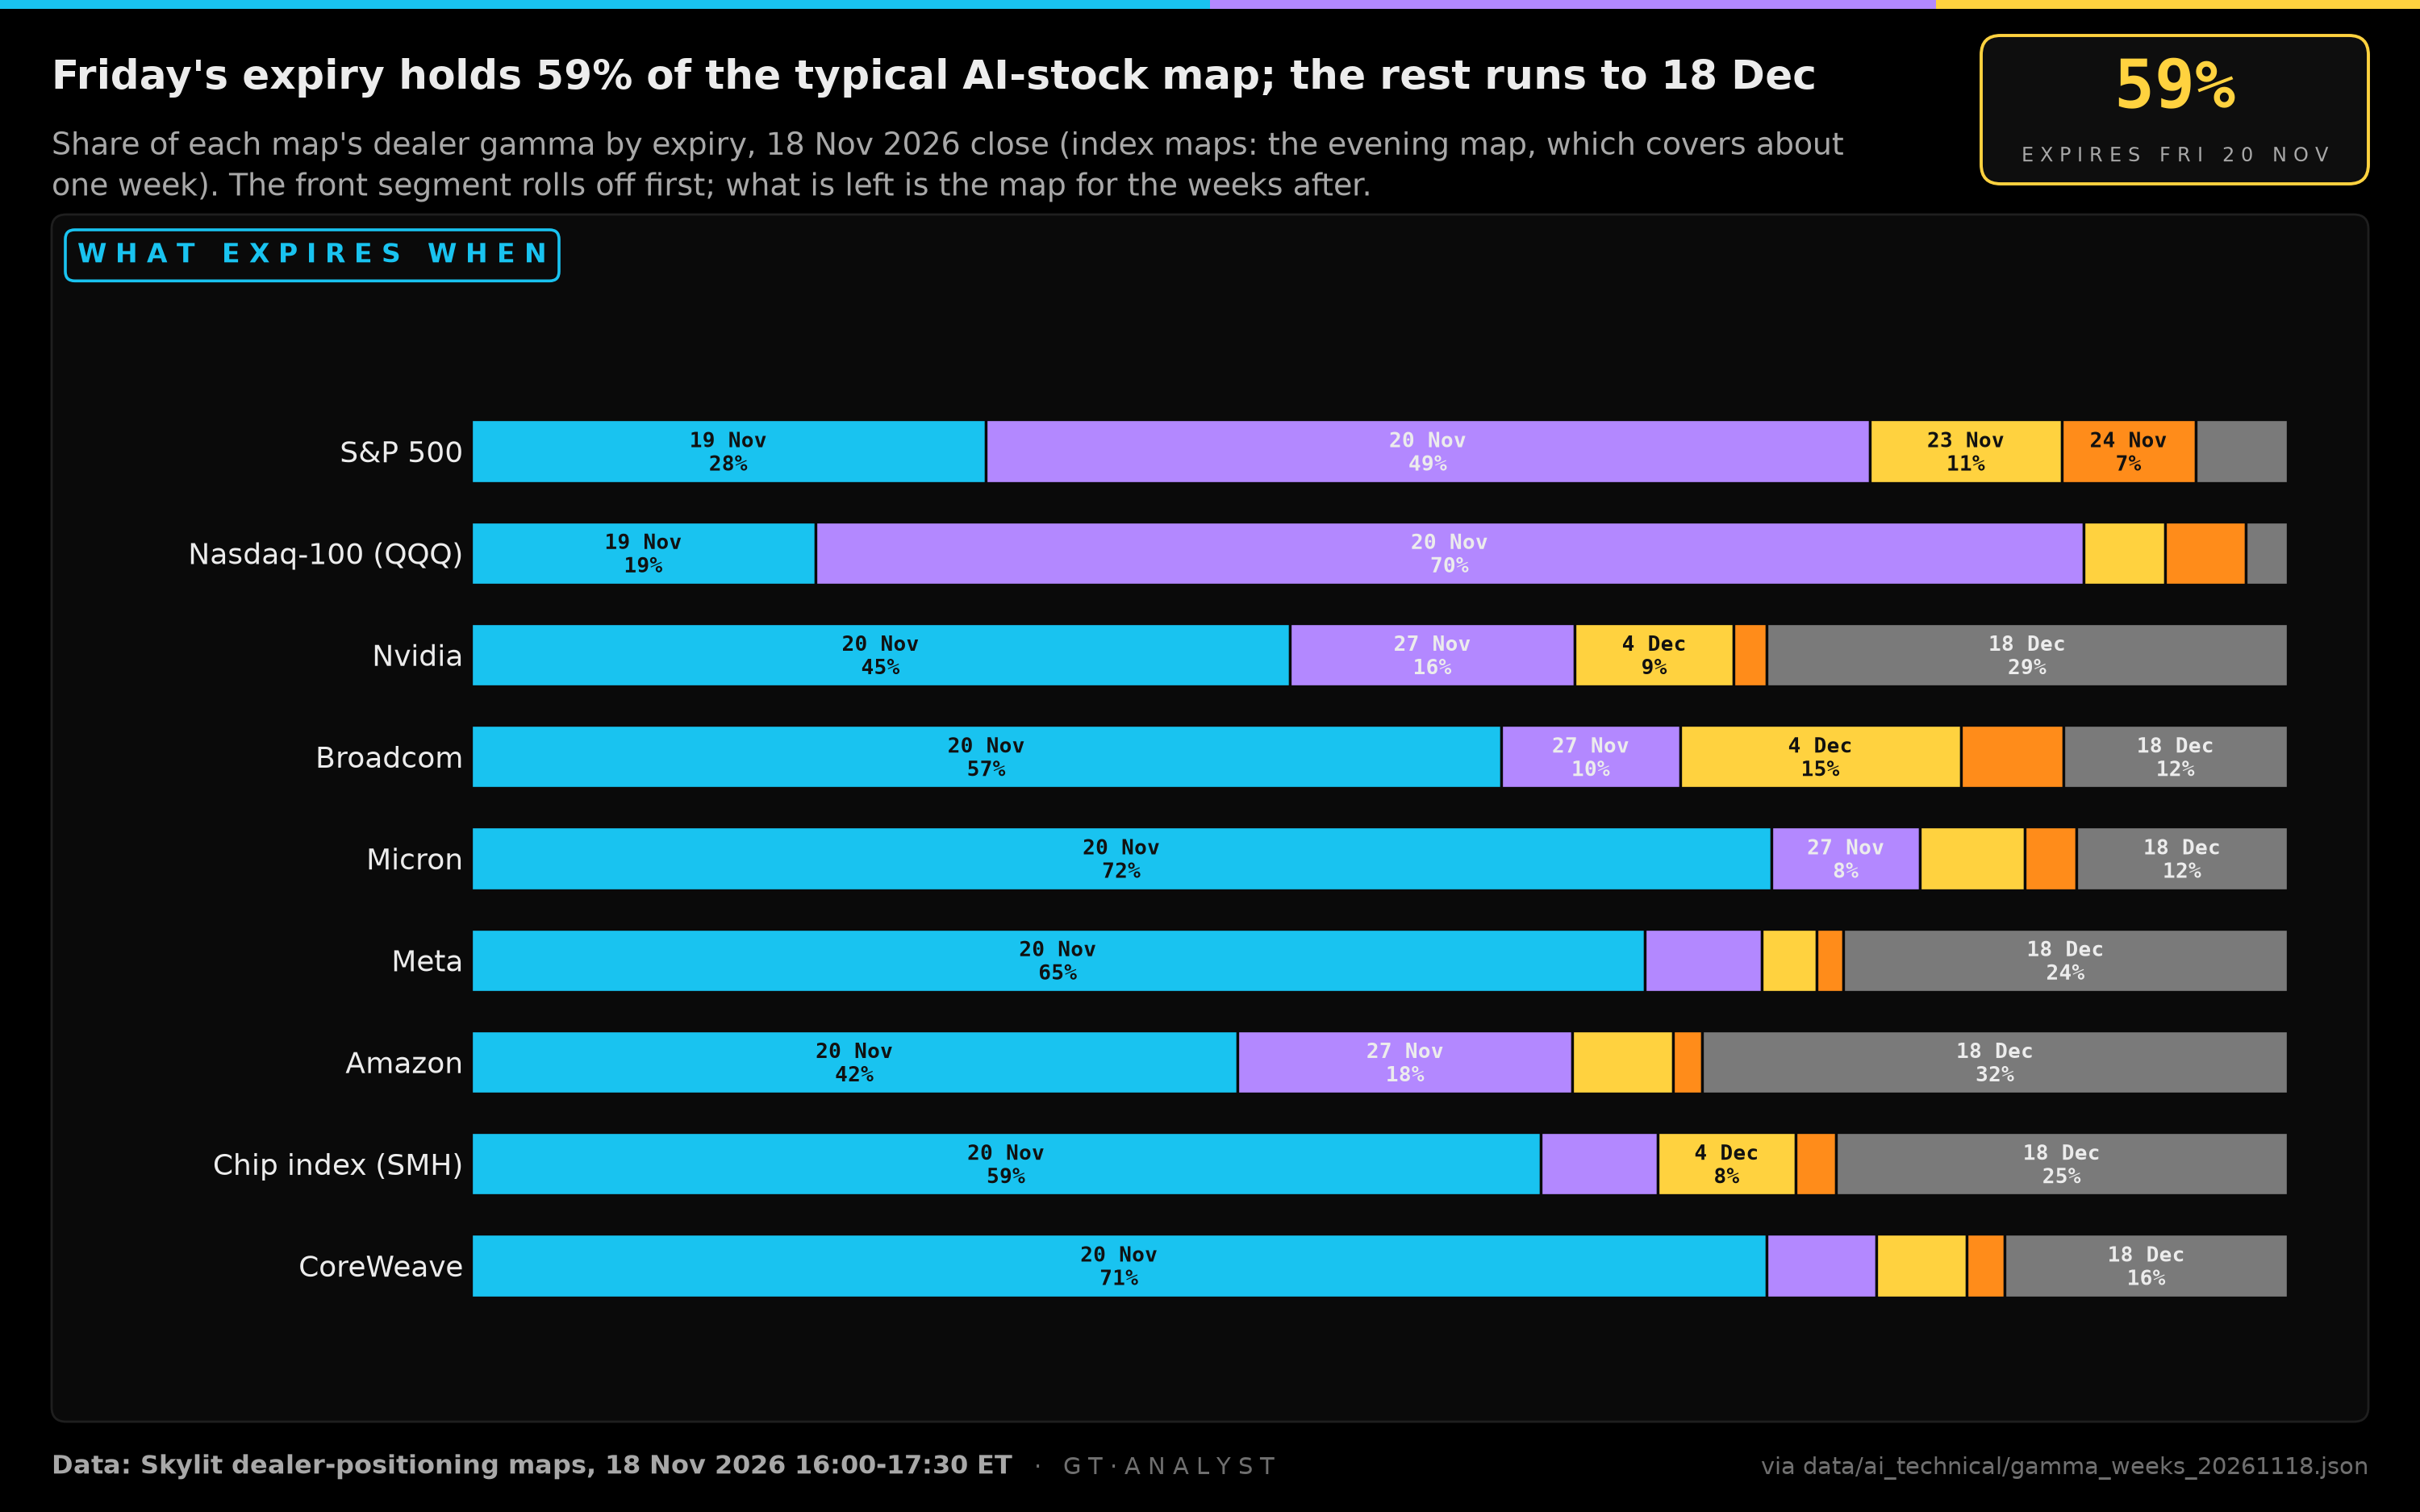 Friday's expiry holds 59% of the typical AI-stock map; the rest runs to 18 Dec
59%
EXPIRES FRI 20 NOV
Share of each map's dealer gamma by expiry, 18 Nov 2026 close (index maps: the evening map, which covers about
one week). The front segment rolls off first; what is left is the map for the weeks after.
WHAT EXPIRES WHEN
S&P 500
19 Nov
28%
20 Nov
49%
23 Nov
11%
24 Nov
7%
Nasdaq-100 (QQQ)
19 Nov
19%
20 Nov
70%
Nvidia
20 Nov
45%
27 Nov
16%
4 Dec
9%
18 Dec
29%
Broadcom
20 Nov
57%
27 Nov
10%
4 Dec
15%
18 Dec
12%
Micron
20 Nov
72%
27 Nov
8%
18 Dec
12%
Meta
20 Nov
65%
18 Dec
24%
Amazon
20 Nov
42%
27 Nov
18%
18 Dec
32%
Chip index (SMH)
20 Nov
59%
4 Dec
8%
18 Dec
25%
CoreWeave
20 Nov
71%
18 Dec
16%
Data: Skylit dealer-positioning maps, 18 Nov 2026 16:00-17:30 ET · GT·ANALYST
via data/ai_technical/gamma_weeks_20261118.json